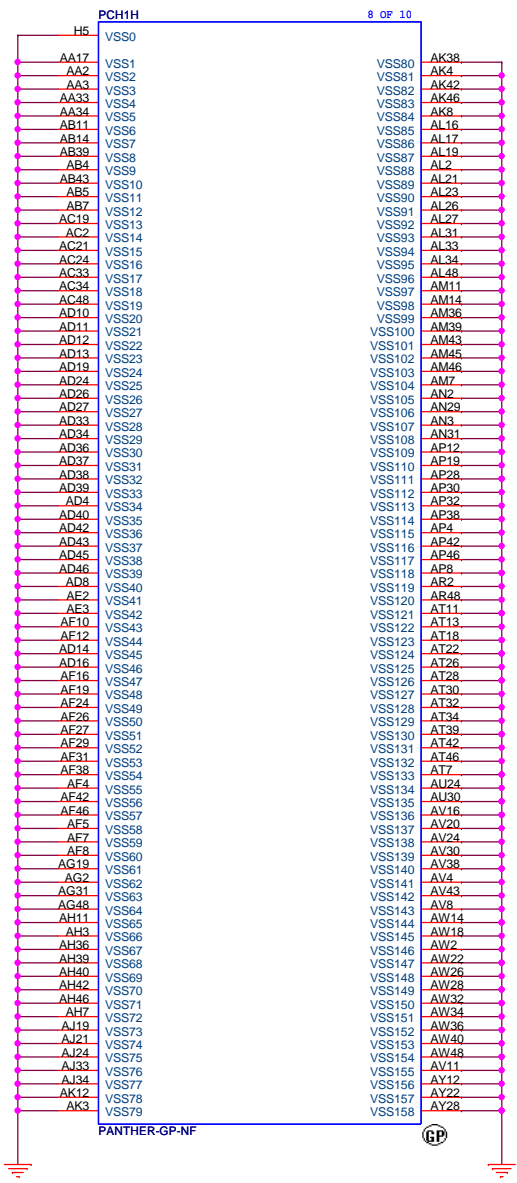 PCH1H 8 OF 10
H5 VSS0
AA17 VSS1
AA2 VSS2
AA3 VSS3
AA33 VSS4
AA34 VSS5
AB11 VSS6
AB14 VSS7
AB39 VSS8
AB4 VSS9
AB43 VSS10
AB5 VSS11
AB7 VSS12
AC19 VSS13
AC2 VSS14
AC21 VSS15
AC24 VSS16
AC33 VSS17
AC34 VSS18
AC48 VSS19
AD10 VSS20
AD11 VSS21
AD12 VSS22
AD13 VSS23
AD19 VSS24
AD24 VSS25
AD26 VSS26
AD27 VSS27
AD33 VSS28
AD34 VSS29
AD36 VSS30
AD37 VSS31
AD38 VSS32
AD39 VSS33
AD4 VSS34
AD40 VSS35
AD42 VSS36
AD43 VSS37
AD45 VSS38
AD46 VSS39
AD8 VSS40
AE2 VSS41
AE3 VSS42
AF10 VSS43
AF12 VSS44
AD14 VSS45
AD16 VSS46
AF16 VSS47
AF19 VSS48
AF24 VSS49
AF26 VSS50
AF27 VSS51
AF29 VSS52
AF31 VSS53
AF38 VSS54
AF4 VSS55
AF42 VSS56
AF46 VSS57
AF5 VSS58
AF7 VSS59
AF8 VSS60
AG19 VSS61
AG2 VSS62
AG31 VSS63
AG48 VSS64
AH11 VSS65
AH3 VSS66
AH36 VSS67
AH39 VSS68
AH40 VSS69
AH42 VSS70
AH46 VSS71
AH7 VSS72
AJ19 VSS73
AJ21 VSS74
AJ24 VSS75
AJ33 VSS76
AJ34 VSS77
AK12 VSS78
AK3 VSS79
VSS80 AK38
VSS81 AK4
VSS82 AK42
VSS83 AK46
VSS84 AK8
VSS85 AL16
VSS86 AL17
VSS87 AL19
VSS88 AL2
VSS89 AL21
VSS90 AL23
VSS91 AL26
VSS92 AL27
VSS93 AL31
VSS94 AL33
VSS95 AL34
VSS96 AL48
VSS97 AM11
VSS98 AM14
VSS99 AM36
VSS100 AM39
VSS101 AM43
VSS102 AM45
VSS103 AM46
VSS104 AM7
VSS105 AN2
VSS106 AN29
VSS107 AN3
VSS108 AN31
VSS109 AP12
VSS110 AP19
VSS111 AP28
VSS112 AP30
VSS113 AP32
VSS114 AP38
VSS115 AP4
VSS116 AP42
VSS117 AP46
VSS118 AP8
VSS119 AR2
VSS120 AR48
VSS121 AT11
VSS122 AT13
VSS123 AT18
VSS124 AT22
VSS125 AT26
VSS126 AT28
VSS127 AT30
VSS128 AT32
VSS129 AT34
VSS130 AT39
VSS131 AT42
VSS132 AT46
VSS133 AT7
VSS134 AU24
VSS135 AU30
VSS136 AV16
VSS137 AV20
VSS138 AV24
VSS139 AV30
VSS140 AV38
VSS141 AV4
VSS142 AV43
VSS143 AV8
VSS144 AW14
VSS145 AW18
VSS146 AW2
VSS147 AW22
VSS148 AW26
VSS149 AW28
VSS150 AW32
VSS151 AW34
VSS152 AW36
VSS153 AW40
VSS154 AW48
VSS155 AV11
VSS156 AY12
VSS157 AY22
VSS158 AY28
PANTHER-GP-NF
GP